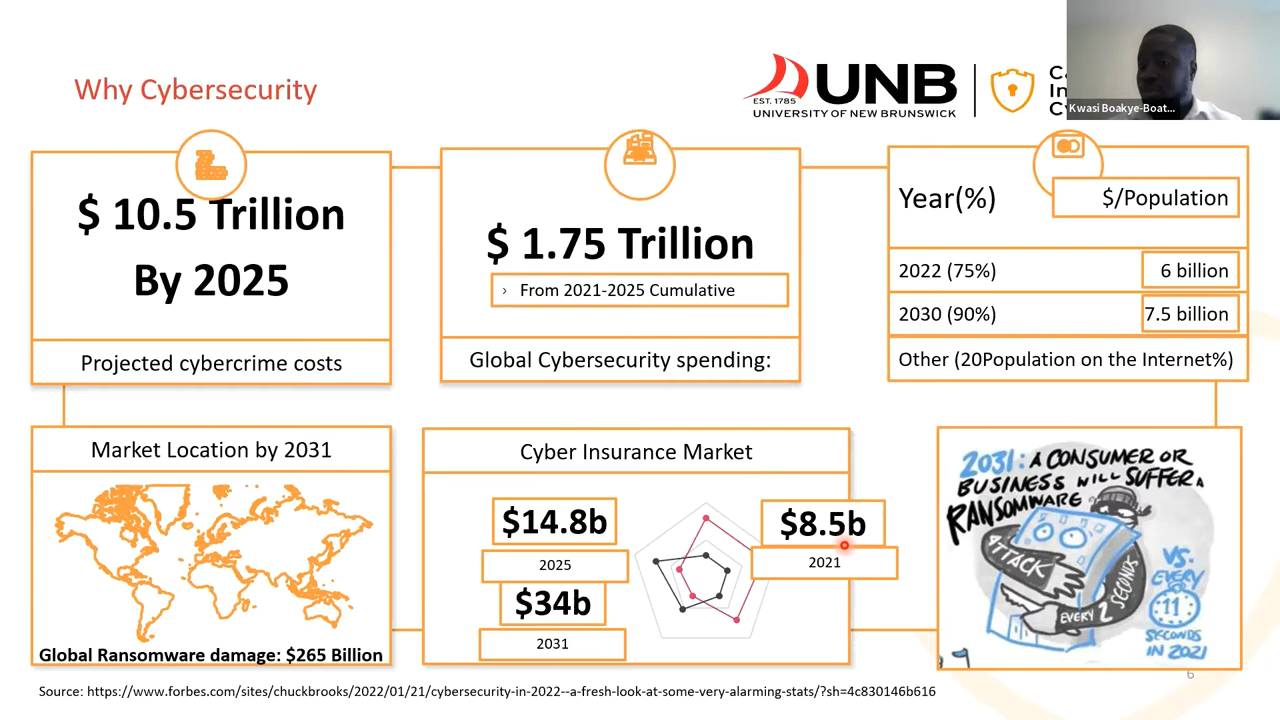 Why Cybersecurity
EST. 1785
UNB
UNIVERSITY OF NEW BRUNSWICK
Kwasi Boakye-Boat...
$ 10.5 Trillion
By 2025
Projected cybercrime costs
$ 1.75 Trillion
› From 2021-2025 Cumulative
Global Cybersecurity spending:
Year(%) $/Population
2022 (75%) 6 billion
2030 (90%) 7.5 billion
Other (20Population on the Internet%)
Market Location by 2031
Global Ransomware damage: $265 Billion
Cyber Insurance Market
$14.8b
2025
$34b
2031
$8.5b
2021
2031: A CONSUMER OR
BUSINESS WILL SUFFER A
RANSOMWARE
ATTACK
EVERY 2 SECONDS
VS.
EVERY
11
SECONDS
IN 2021
6
Source: https://www.forbes.com/sites/chuckbrooks/2022/01/21/cybersecurity-in-2022--a-fresh-look-at-some-very-alarming-stats/?sh=4c830146b616